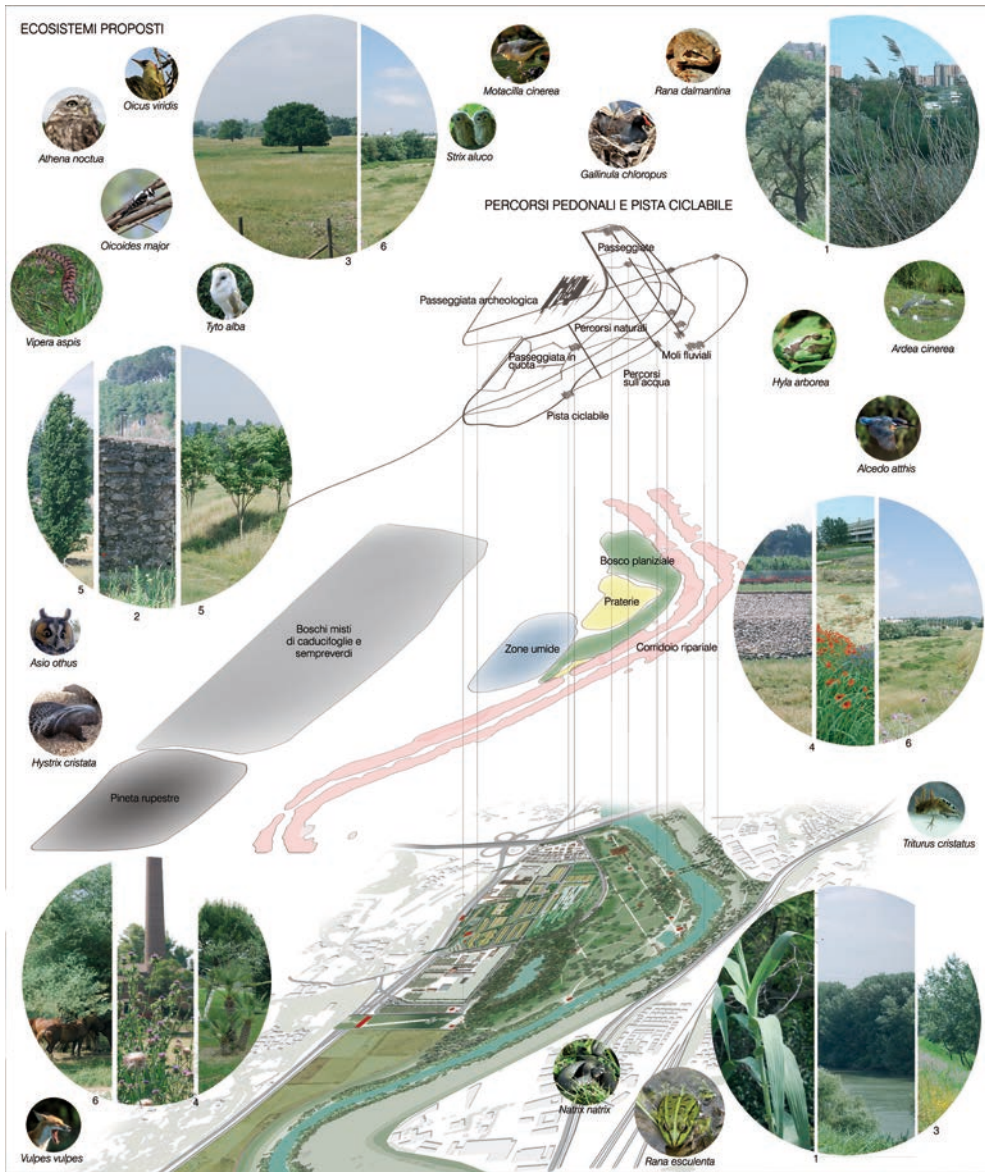 ECOSISTEMI PROPOSTI
Oicus viridis
Athena noctua
Oicoides major
Vipera aspis
Tyto alba
3
6
Motacilla cinerea
Rana dalmantina
Strix aluco
Gallinula chloropus
1
PERCORSI PEDONALI E PISTA CICLABILE
Passeggiate
Passeggiata archeologica
Percorsi naturali
Passeggiata in
quota
Moli fluviali
Percorsi
sull'acqua
Pista ciclabile
Ardea cinerea
Hyla arborea
Alcedo atthis
5
2
5
Asio othus
Hystrix cristata
Boschi misti
di caducifoglie e
sempreverdi
Pineta rupestre
Bosco planiziale
Praterie
Zone umide
Corridoio ripariale
4
6
Triturus cristatus
6
4
Vulpes vulpes
Natrix natrix
Rana esculenta
1
3